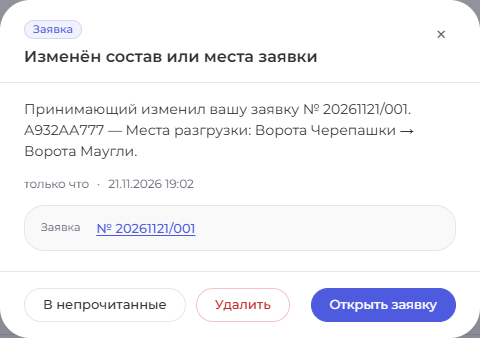 Заявка
×
Изменён состав или места заявки
Принимающий изменил вашу заявку № 20261121/001.
А932АА777 — Места разгрузки: Ворота Черепашки →
Ворота Маугли.
только что · 21.11.2026 19:02
Заявка № 20261121/001
В непрочитанные Удалить Открыть заявку